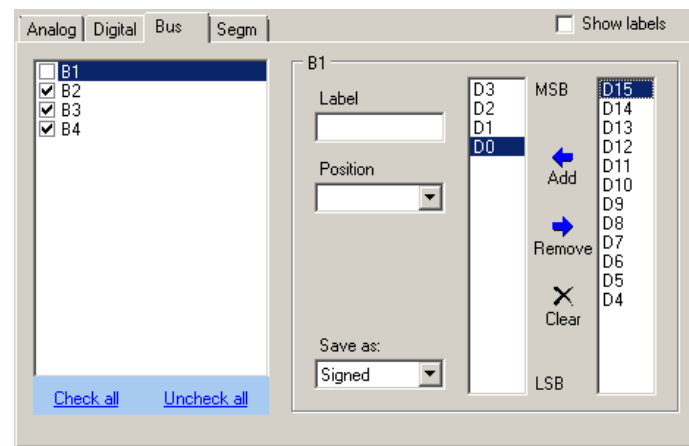 Analog Digital Bus Segm Show labels
B1
B2
B3
B4
Check all Uncheck all
B1
Label
Position
Save as:
Signed
D3
D2
D1
D0
MSB
Add
Remove
Clear
LSB
D15
D14
D13
D12
D11
D10
D9
D8
D7
D6
D5
D4